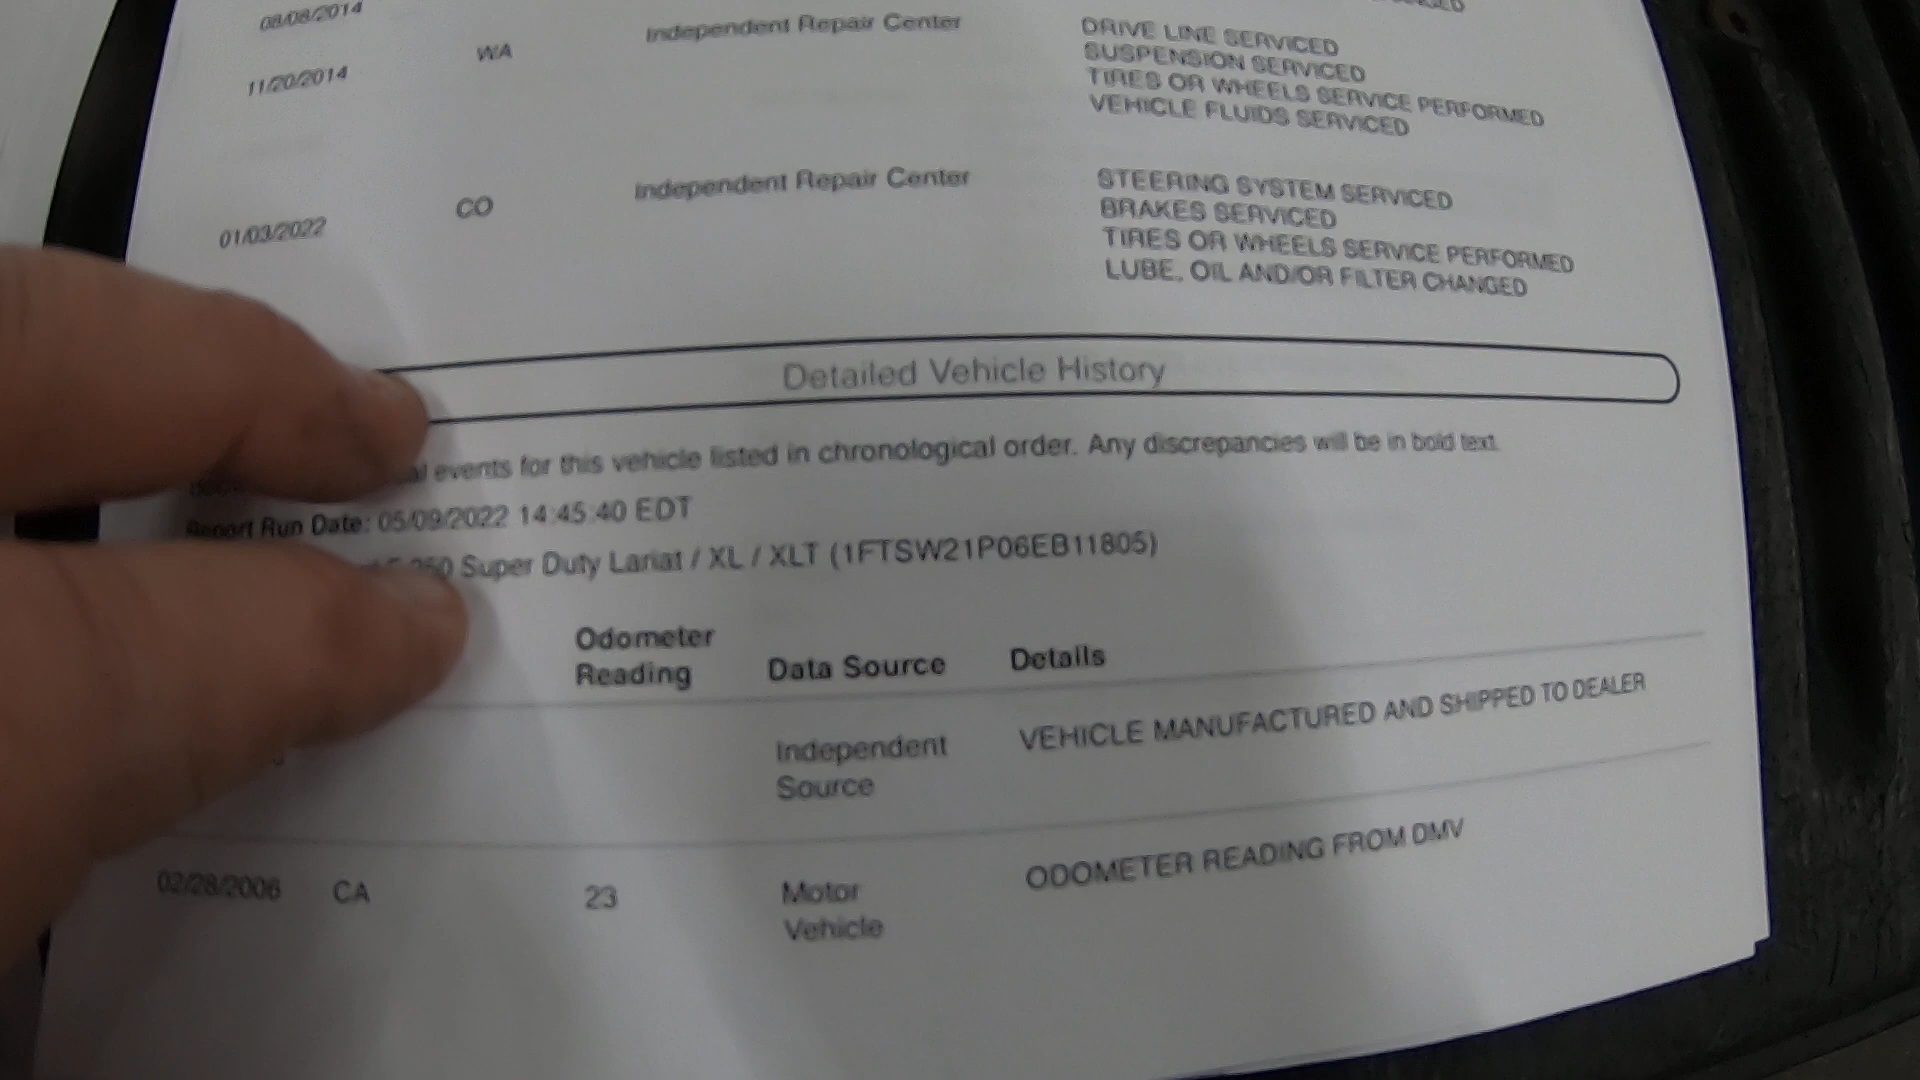 08/08/2014
WA Independent Repair Center DRIVE LINE SERVICED
11/20/2014 SUSPENSION SERVICED
TIRES OR WHEELS SERVICE PERFORMED
VEHICLE FLUIDS SERVICED
01/03/2022 CO Independent Repair Center STEERING SYSTEM SERVICED
BRAKES SERVICED
TIRES OR WHEELS SERVICE PERFORMED
LUBE, OIL AND/OR FILTER CHANGED
Detailed Vehicle History
events for this vehicle listed in chronological order. Any discrepancies will be in bold text.
Report Run Date: 05/09/2022 14:45:40 EDT
Super Duty Lariat / XL / XLT (1FTSW21P06EB11805)
Odometer
Reading Data Source Details
Independent VEHICLE MANUFACTURED AND SHIPPED TO DEALER
Source
02/28/2006 CA 23 Motor ODOMETER READING FROM DMV
Vehicle